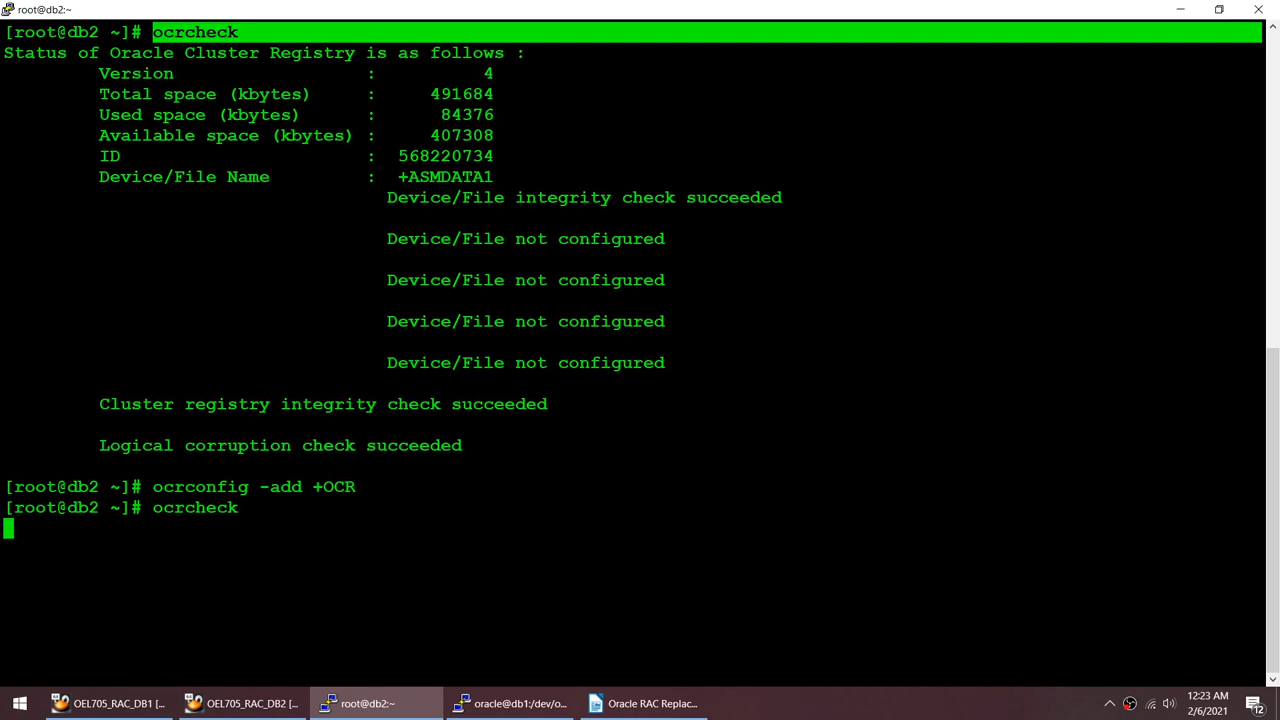 root@db2:~
[root@db2 ~]# ocrcheck
Status of Oracle Cluster Registry is as follows :
Version : 4
Total space (kbytes) : 491684
Used space (kbytes) : 84376
Available space (kbytes) : 407308
ID : 568220734
Device/File Name : +ASMDATA1
Device/File integrity check succeeded
Device/File not configured
Device/File not configured
Device/File not configured
Device/File not configured
Cluster registry integrity check succeeded
Logical corruption check succeeded
[root@db2 ~]# ocrconfig -add +OCR
[root@db2 ~]# ocrcheck
OEL705_RAC_DB1 [... OEL705_RAC_DB2 [... root@db2:~ oracle@db1:/dev/o... Oracle RAC Replac... 12:23 AM
2/6/2021 12